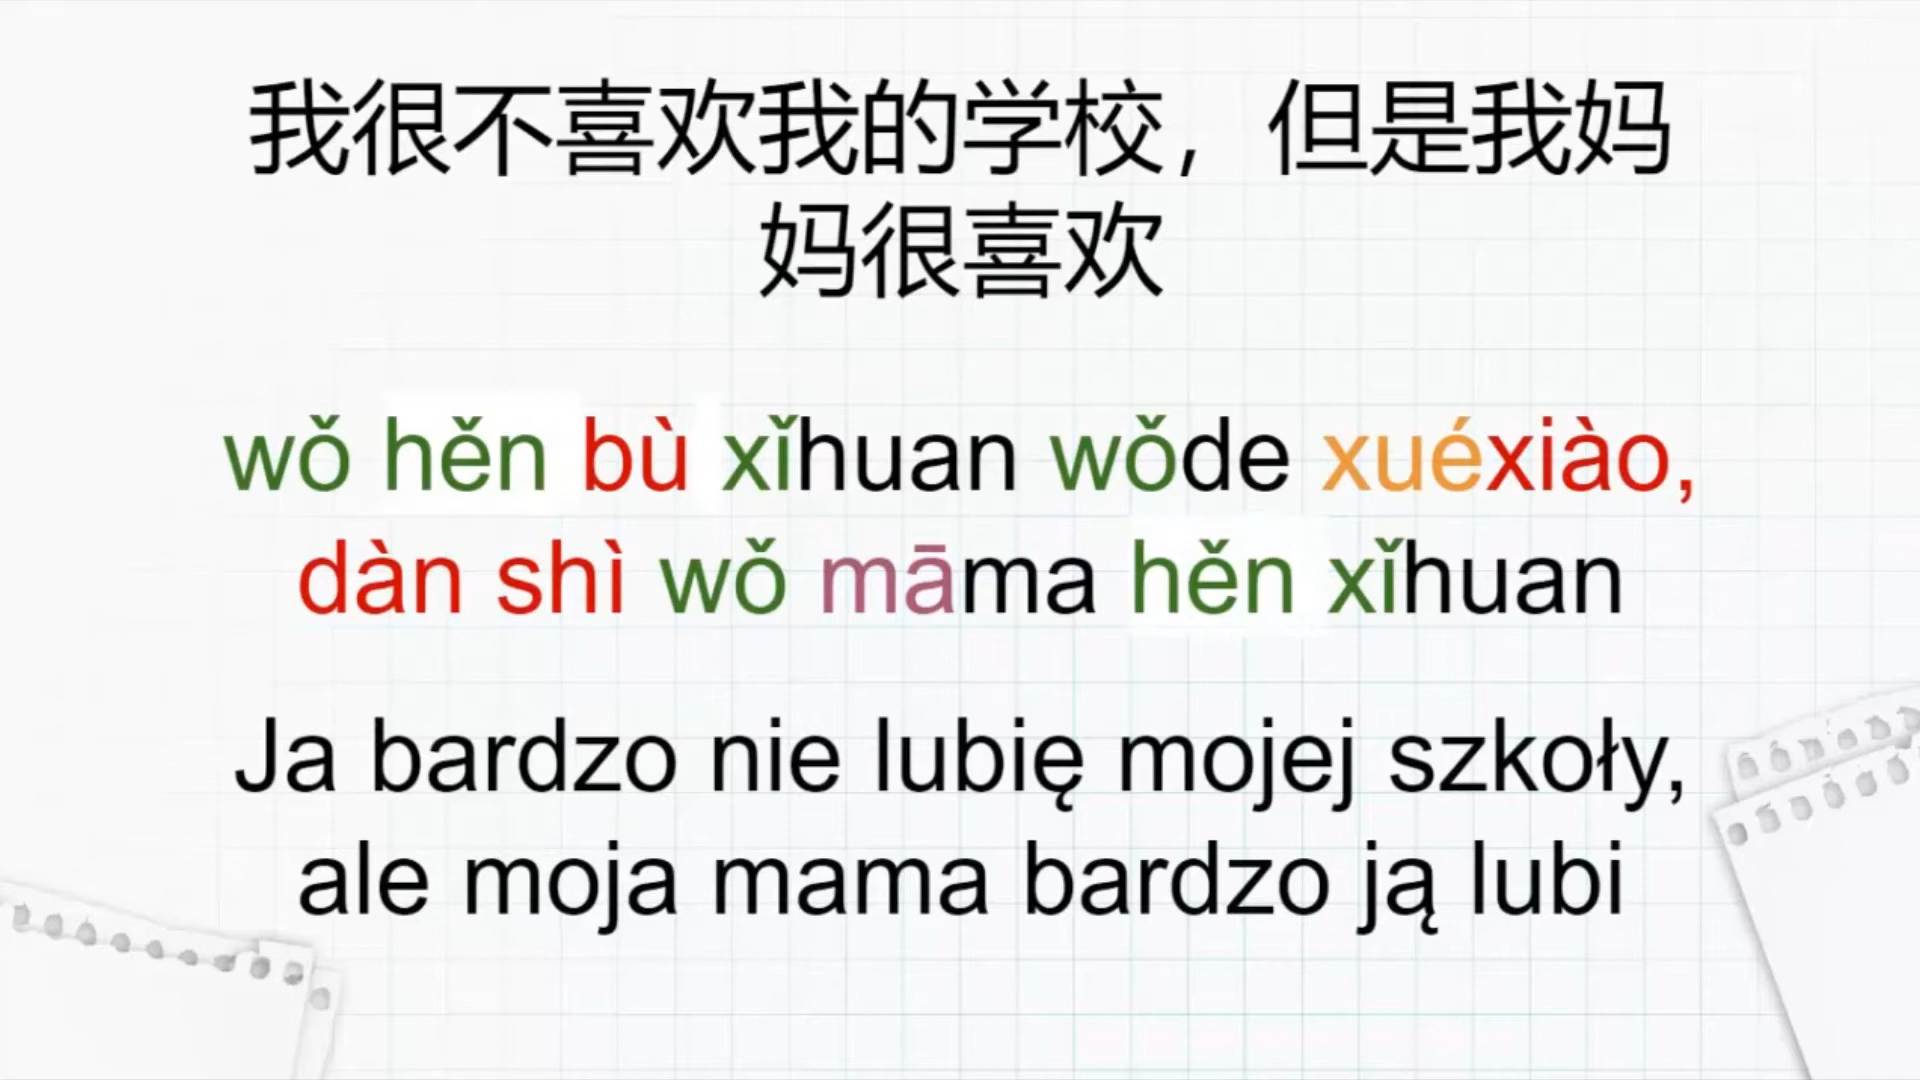 我很不喜欢我的学校，但是我妈
妈很喜欢
wǒ hěn bù xǐhuan wǒde xuéxiào,
dàn shì wǒ māma hěn xǐhuan
Ja bardzo nie lubię mojej szkoły,
ale moja mama bardzo ją lubi